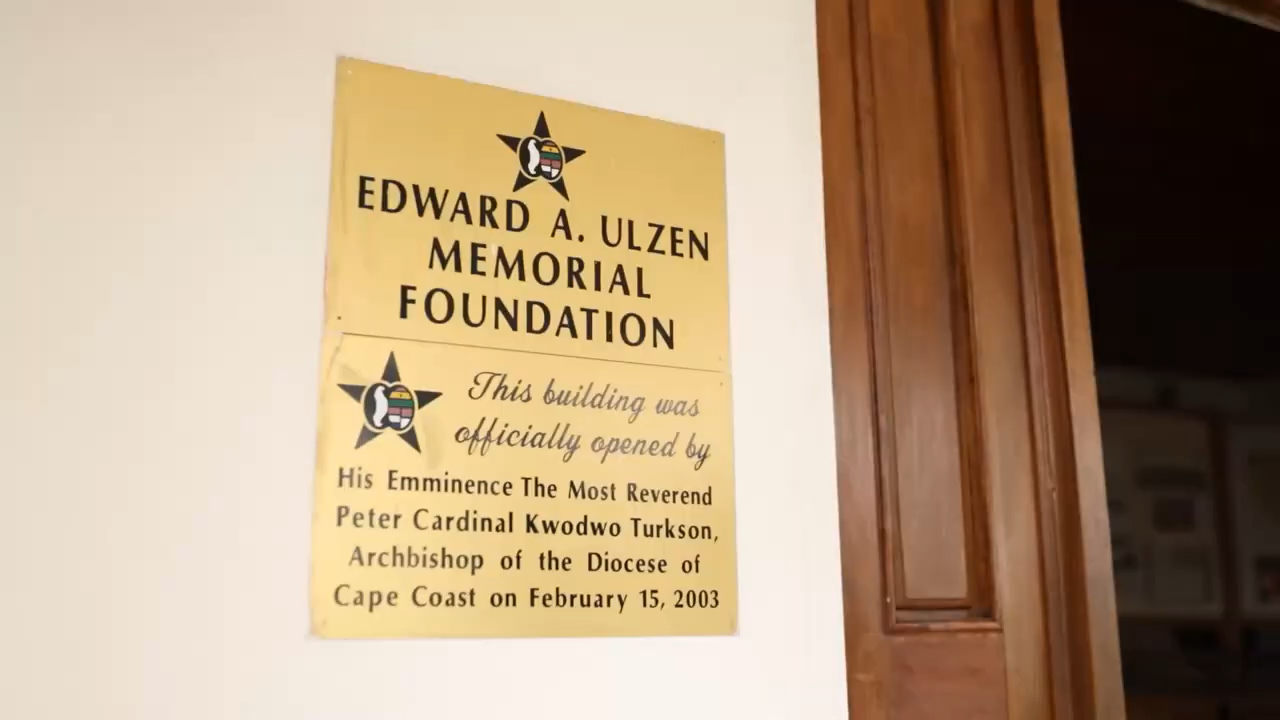 EDWARD A. ULZEN
MEMORIAL
FOUNDATION
This building was
officially opened by
His Emminence The Most Reverend
Peter Cardinal Kwodwo Turkson,
Archbishop of the Diocese of
Cape Coast on February 15, 2003